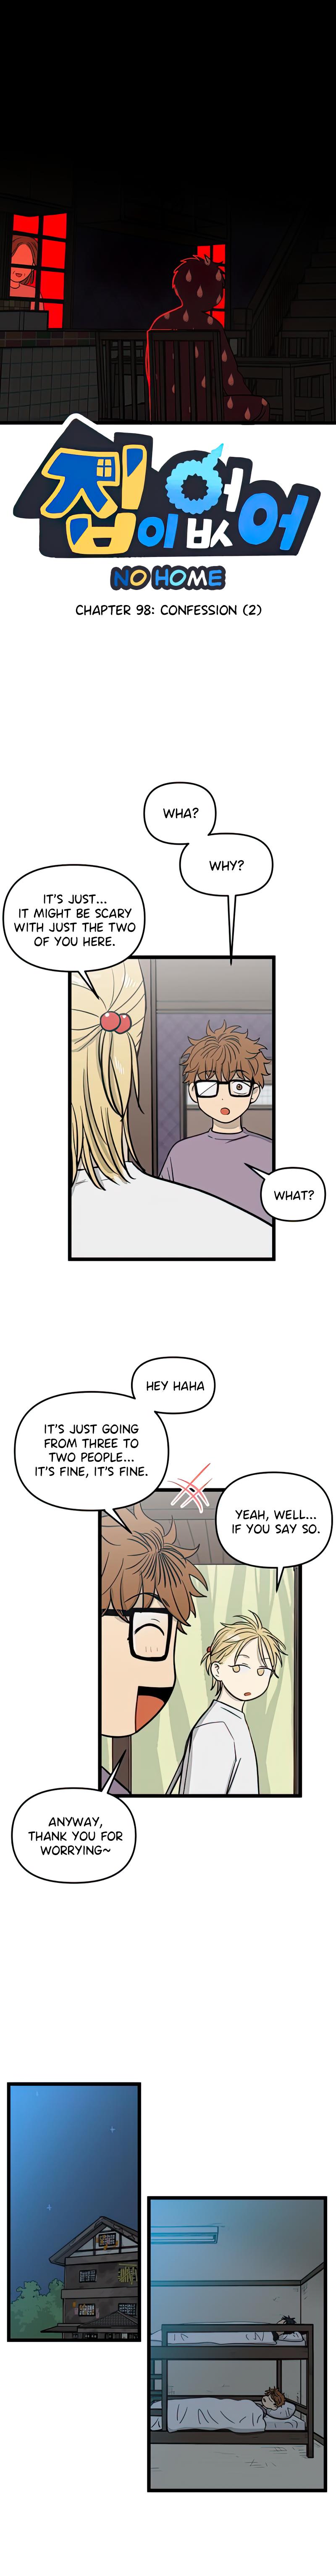 집이 없어
NO HOME
CHAPTER 98: CONFESSION (2)
WHA?
WHY?
IT'S JUST...
IT MIGHT BE SCARY
WITH JUST THE TWO
OF YOU HERE.
WHAT?
HEY HAHA
IT'S JUST GOING
FROM THREE TO
TWO PEOPLE...
IT'S FINE, IT'S FINE.
YEAH, WELL...
IF YOU SAY SO.
ANYWAY,
THANK YOU FOR
WORRYING~